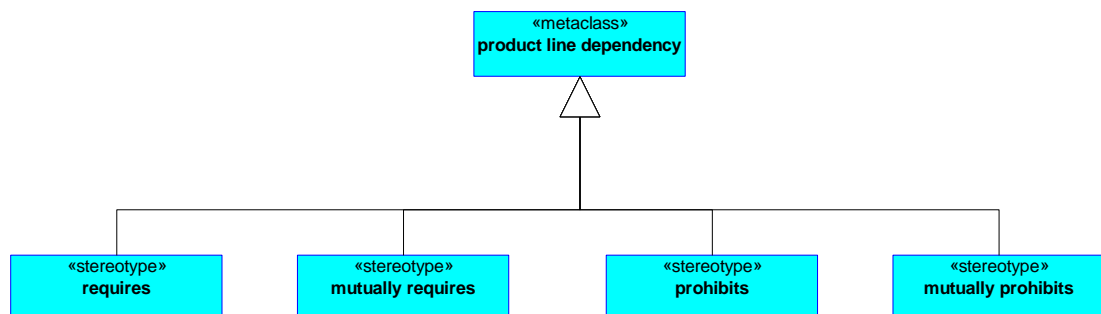 «metaclass»
product line dependency
«stereotype»
requires
«stereotype»
mutually requires
«stereotype»
prohibits
«stereotype»
mutually prohibits